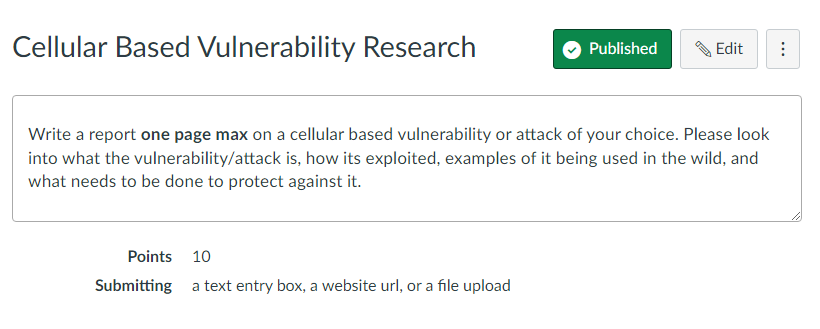 Cellular Based Vulnerability Research
Published
Edit
Write a report one page max on a cellular based vulnerability or attack of your choice. Please look
into what the vulnerability/attack is, how its exploited, examples of it being used in the wild, and
what needs to be done to protect against it.
Points 10
Submitting a text entry box, a website url, or a file upload